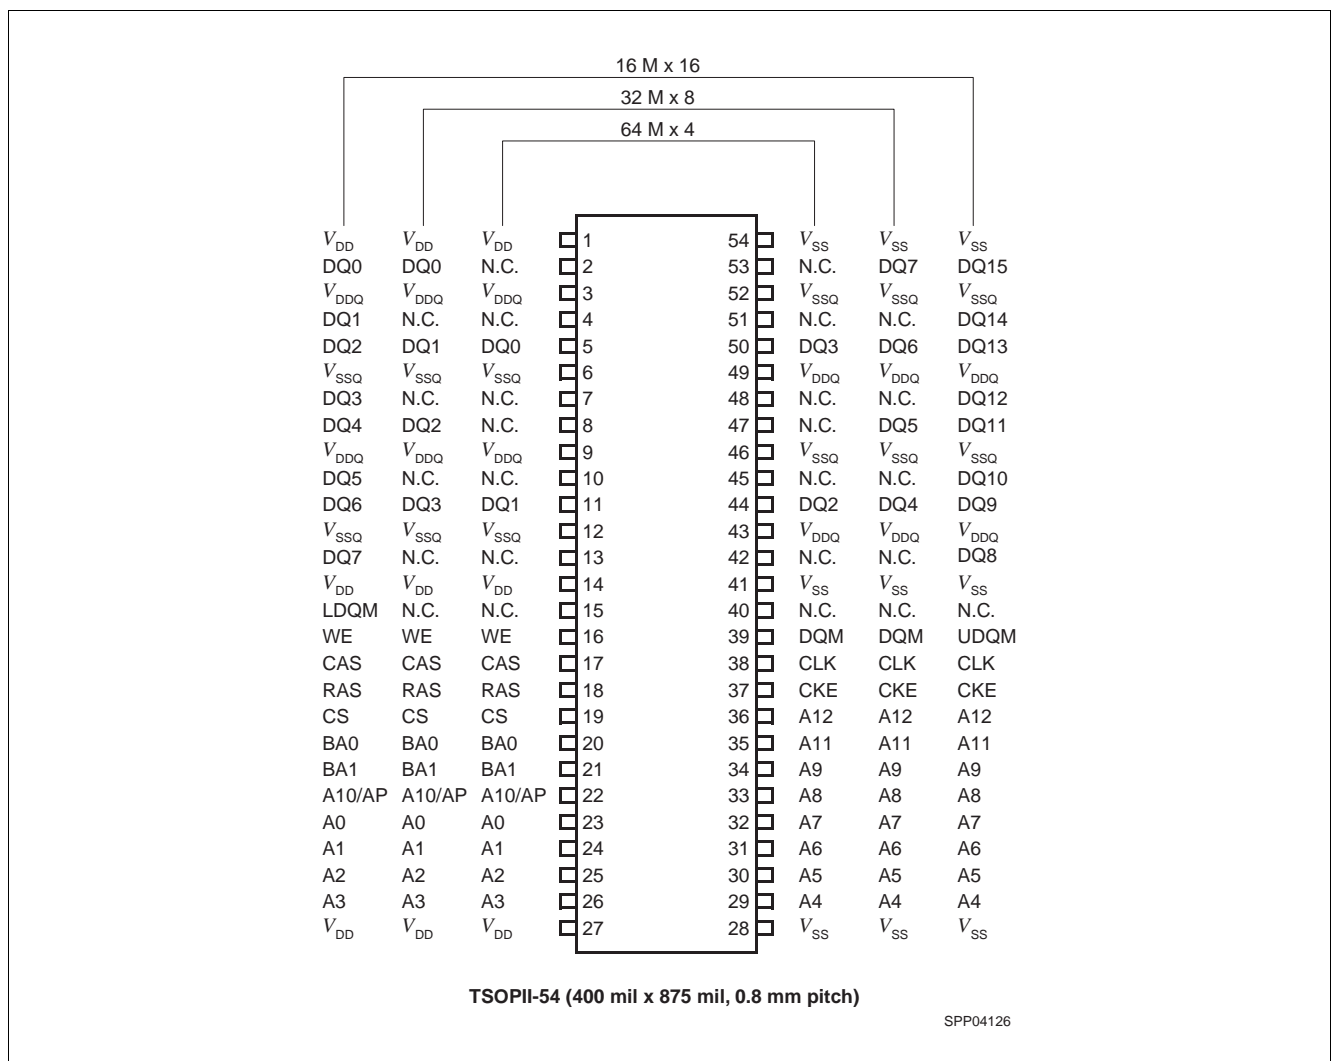 16 M x 16
32 M x 8
64 M x 4
VDD VDD VDD 1 54 VSS VSS VSS
DQ0 DQ0 N.C. 2 53 N.C. DQ7 DQ15
VDDQ VDDQ VDDQ 3 52 VSSQ VSSQ VSSQ
DQ1 N.C. N.C. 4 51 N.C. N.C. DQ14
DQ2 DQ1 DQ0 5 50 DQ3 DQ6 DQ13
VSSQ VSSQ VSSQ 6 49 VDDQ VDDQ VDDQ
DQ3 N.C. N.C. 7 48 N.C. N.C. DQ12
DQ4 DQ2 N.C. 8 47 N.C. DQ5 DQ11
VDDQ VDDQ VDDQ 9 46 VSSQ VSSQ VSSQ
DQ5 N.C. N.C. 10 45 N.C. N.C. DQ10
DQ6 DQ3 DQ1 11 44 DQ2 DQ4 DQ9
VSSQ VSSQ VSSQ 12 43 VDDQ VDDQ VDDQ
DQ7 N.C. N.C. 13 42 N.C. N.C. DQ8
VDD VDD VDD 14 41 VSS VSS VSS
LDQM N.C. N.C. 15 40 N.C. N.C. N.C.
WE WE WE 16 39 DQM DQM UDQM
CAS CAS CAS 17 38 CLK CLK CLK
RAS RAS RAS 18 37 CKE CKE CKE
CS CS CS 19 36 A12 A12 A12
BA0 BA0 BA0 20 35 A11 A11 A11
BA1 BA1 BA1 21 34 A9 A9 A9
A10/AP A10/AP A10/AP 22 33 A8 A8 A8
A0 A0 A0 23 32 A7 A7 A7
A1 A1 A1 24 31 A6 A6 A6
A2 A2 A2 25 30 A5 A5 A5
A3 A3 A3 26 29 A4 A4 A4
VDD VDD VDD 27 28 VSS VSS VSS
TSOPII-54 (400 mil x 875 mil, 0.8 mm pitch)
SPP04126